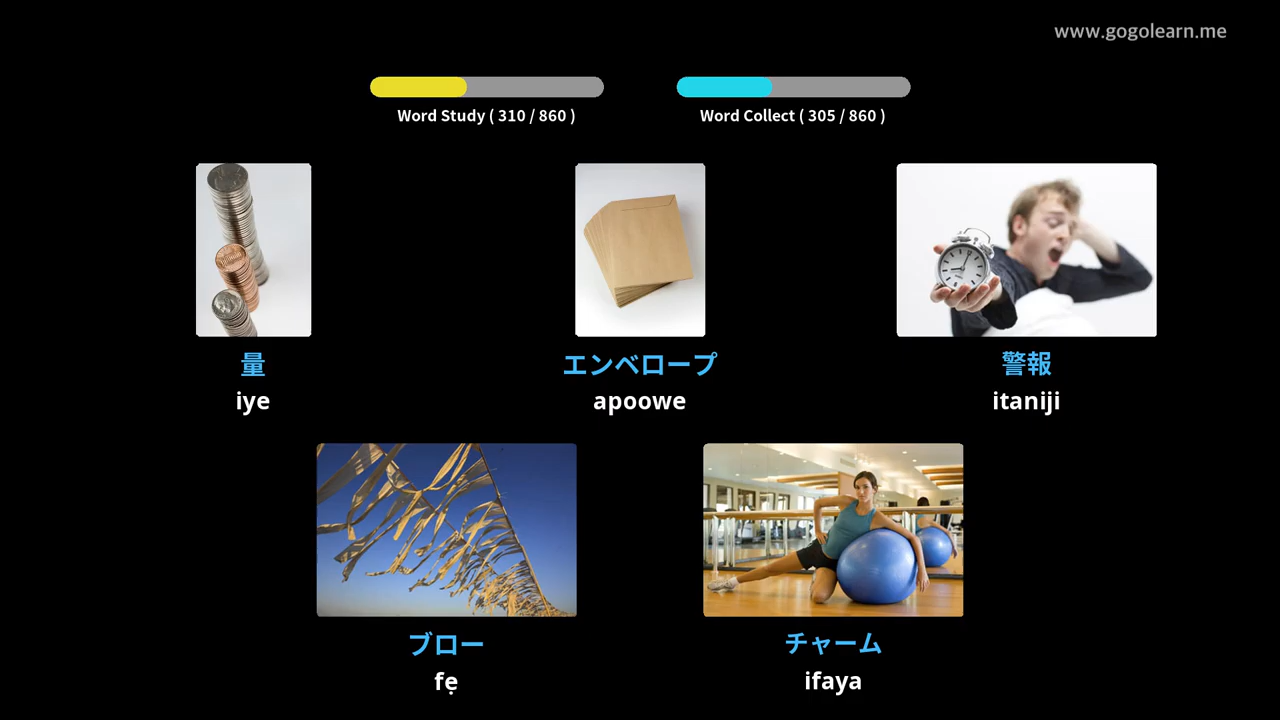 www.gogolearn.me
Word Study ( 310 / 860 )
Word Collect ( 305 / 860 )
量
iye
エンベロープ
apoowe
警報
itaniji
ブロー
fẹ
チャーム
ifaya